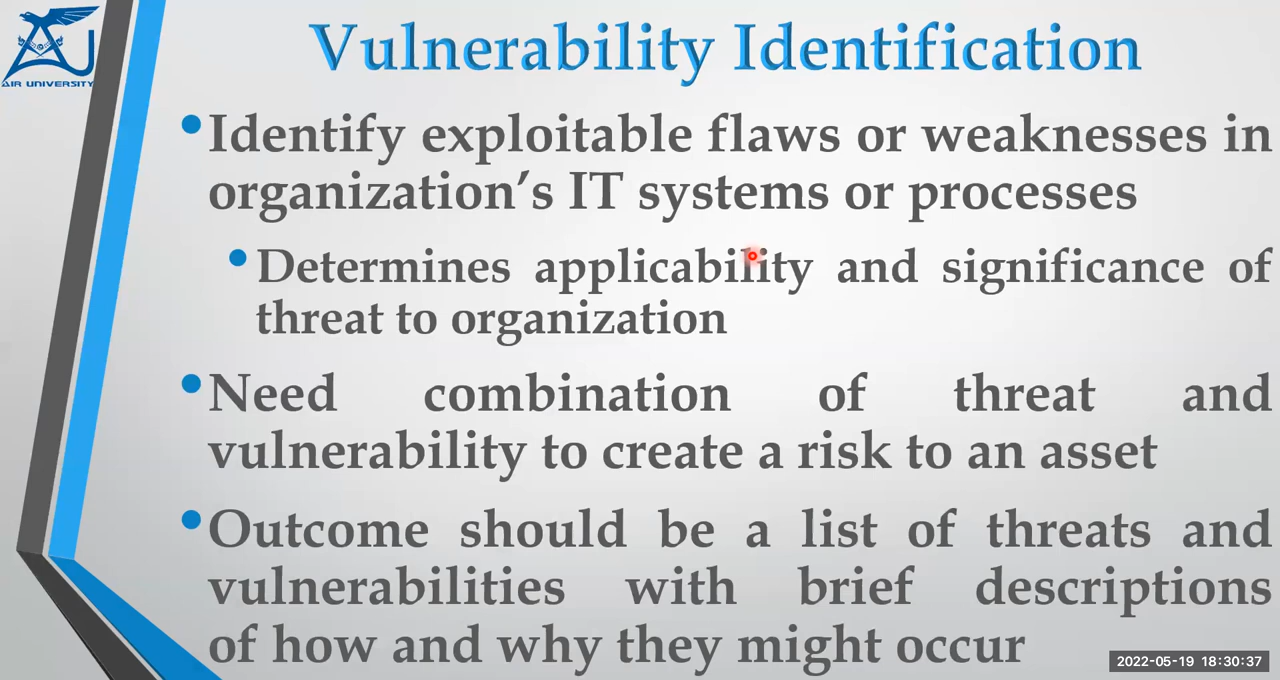 AIR UNIVERSITY
Vulnerability Identification
•Identify exploitable flaws or weaknesses in
organization’s IT systems or processes
•Determines applicability and significance of
threat to organization
•Need combination of threat and
vulnerability to create a risk to an asset
•Outcome should be a list of threats and
vulnerabilities with brief descriptions
of how and why they might occur
2022-05-19 18:30:37